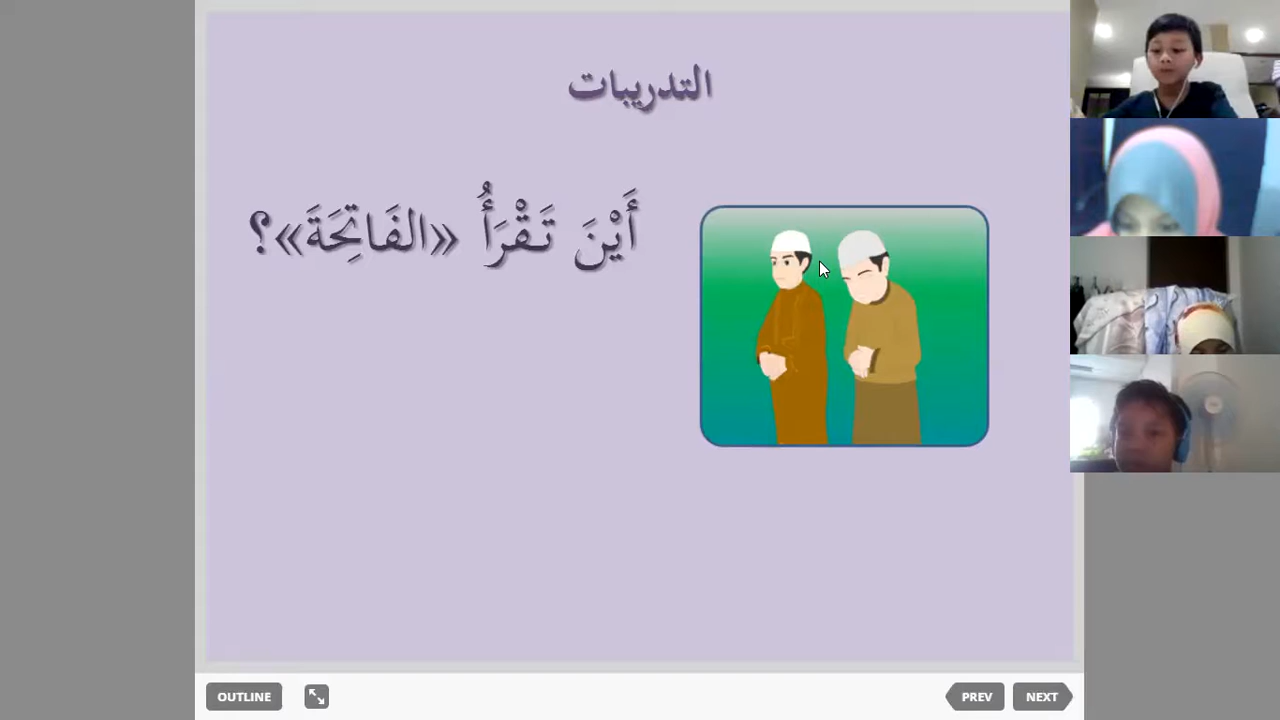 التدريبات
أَيْنَ تَقْرَأُ «الفَاتِحَةَ»؟
OUTLINE
PREV
NEXT